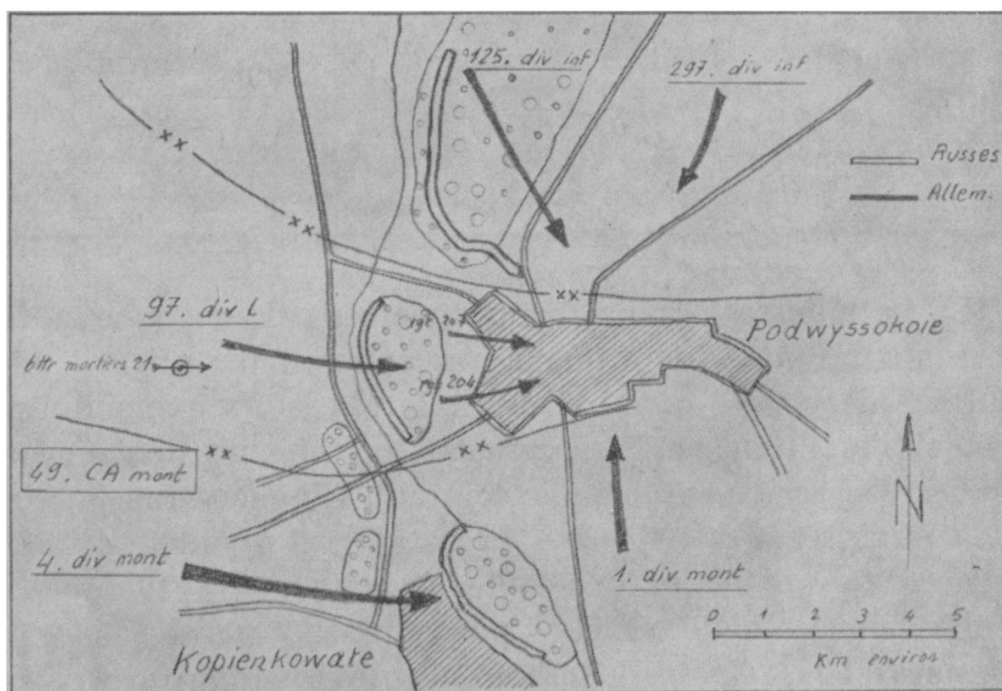 125. div inf
297. div inf
Russes
Allem.
97. div L
rgt 207
Podwyssokoie
bttr mortiers 21
rgt 204
49. CA mont
N
4. div mont
1. div mont
0 1 2 3 4 5
Km environ
Kopienkowate